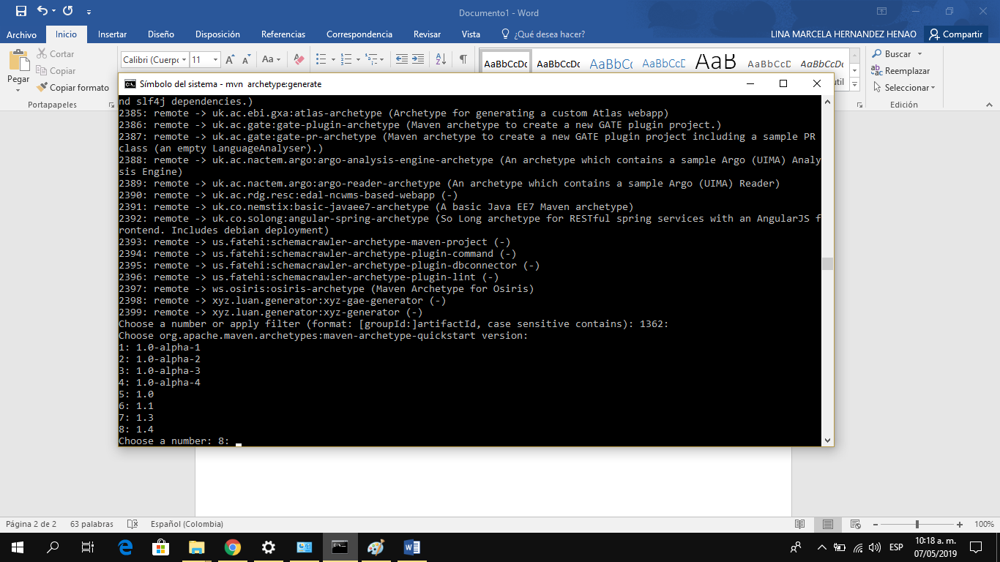 Documento1 - Word
Archivo Inicio Insertar Diseño Disposición Referencias Correspondencia Revisar Vista ¿Qué desea hacer? LINA MARCELA HERNANDEZ HENAO Compartir
Pegar
Cortar
Copiar
Copiar formato
Portapapeles
Calibri (Cuerpo 11 Aa
AaBbCcDc AaBbCcDc AaBbCc AaBbCcE AaB AaBbCcD AaBbCcDc
Buscar
Reemplazar
Seleccionar
Edición
Símbolo del sistema - mvn archetype:generate
nd slf4j dependencies.)
2385: remote -> uk.ac.ebi.gxa:atlas-archetype (Archetype for generating a custom Atlas webapp)
2386: remote -> uk.ac.gate:gate-plugin-archetype (Maven archetype to create a new GATE plugin project.)
2387: remote -> uk.ac.gate:gate-pr-archetype (Maven archetype to create a new GATE plugin project including a sample PR
class (an empty LanguageAnalyser).)
2388: remote -> uk.ac.nactem.argo:argo-analysis-engine-archetype (An archetype which contains a sample Argo (UIMA) Analy
sis Engine)
2389: remote -> uk.ac.nactem.argo:argo-reader-archetype (An archetype which contains a sample Argo (UIMA) Reader)
2390: remote -> uk.ac.rdg.resc:edal-ncwms-based-webapp (-)
2391: remote -> uk.co.nemstix:basic-javaee7-archetype (A basic Java EE7 Maven archetype)
2392: remote -> uk.co.solong:angular-spring-archetype (So Long archetype for RESTful spring services with an AngularJS f
rontend. Includes debian deployment)
2393: remote -> us.fatehi:schemacrawler-archetype-maven-project (-)
2394: remote -> us.fatehi:schemacrawler-archetype-plugin-command (-)
2395: remote -> us.fatehi:schemacrawler-archetype-plugin-dbconnector (-)
2396: remote -> us.fatehi:schemacrawler-archetype-plugin-lint (-)
2397: remote -> ws.osiris:osiris-archetype (Maven Archetype for Osiris)
2398: remote -> xyz.luan.generator:xyz-gae-generator (-)
2399: remote -> xyz.luan.generator:xyz-generator (-)
Choose a number or apply filter (format: [groupId:]artifactId, case sensitive contains): 1362:
Choose org.apache.maven.archetypes:maven-archetype-quickstart version:
1: 1.0-alpha-1
2: 1.0-alpha-2
3: 1.0-alpha-3
4: 1.0-alpha-4
5: 1.0
6: 1.1
7: 1.3
8: 1.4
Choose a number: 8:
Página 2 de 2 63 palabras Español (Colombia) 100%
ESP
10:18 a. m.
07/05/2019